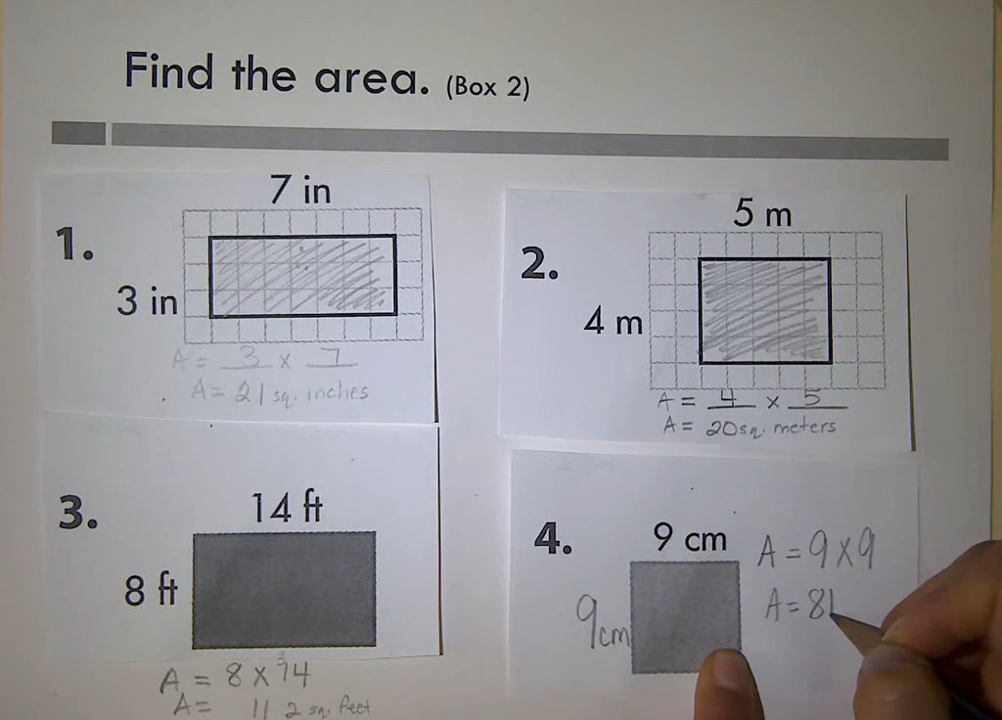 Find the area. (Box 2)
7 in
1.
3 in
A = 3 x 7
A = 21 sq. inches
5 m
2.
4 m
A = 4 x 5
A = 20 sq. meters
14 ft
3.
8 ft
A = 8 x 14
3
A = 112 sq. feet
9 cm
4.
9cm
A = 9 x 9
A = 81